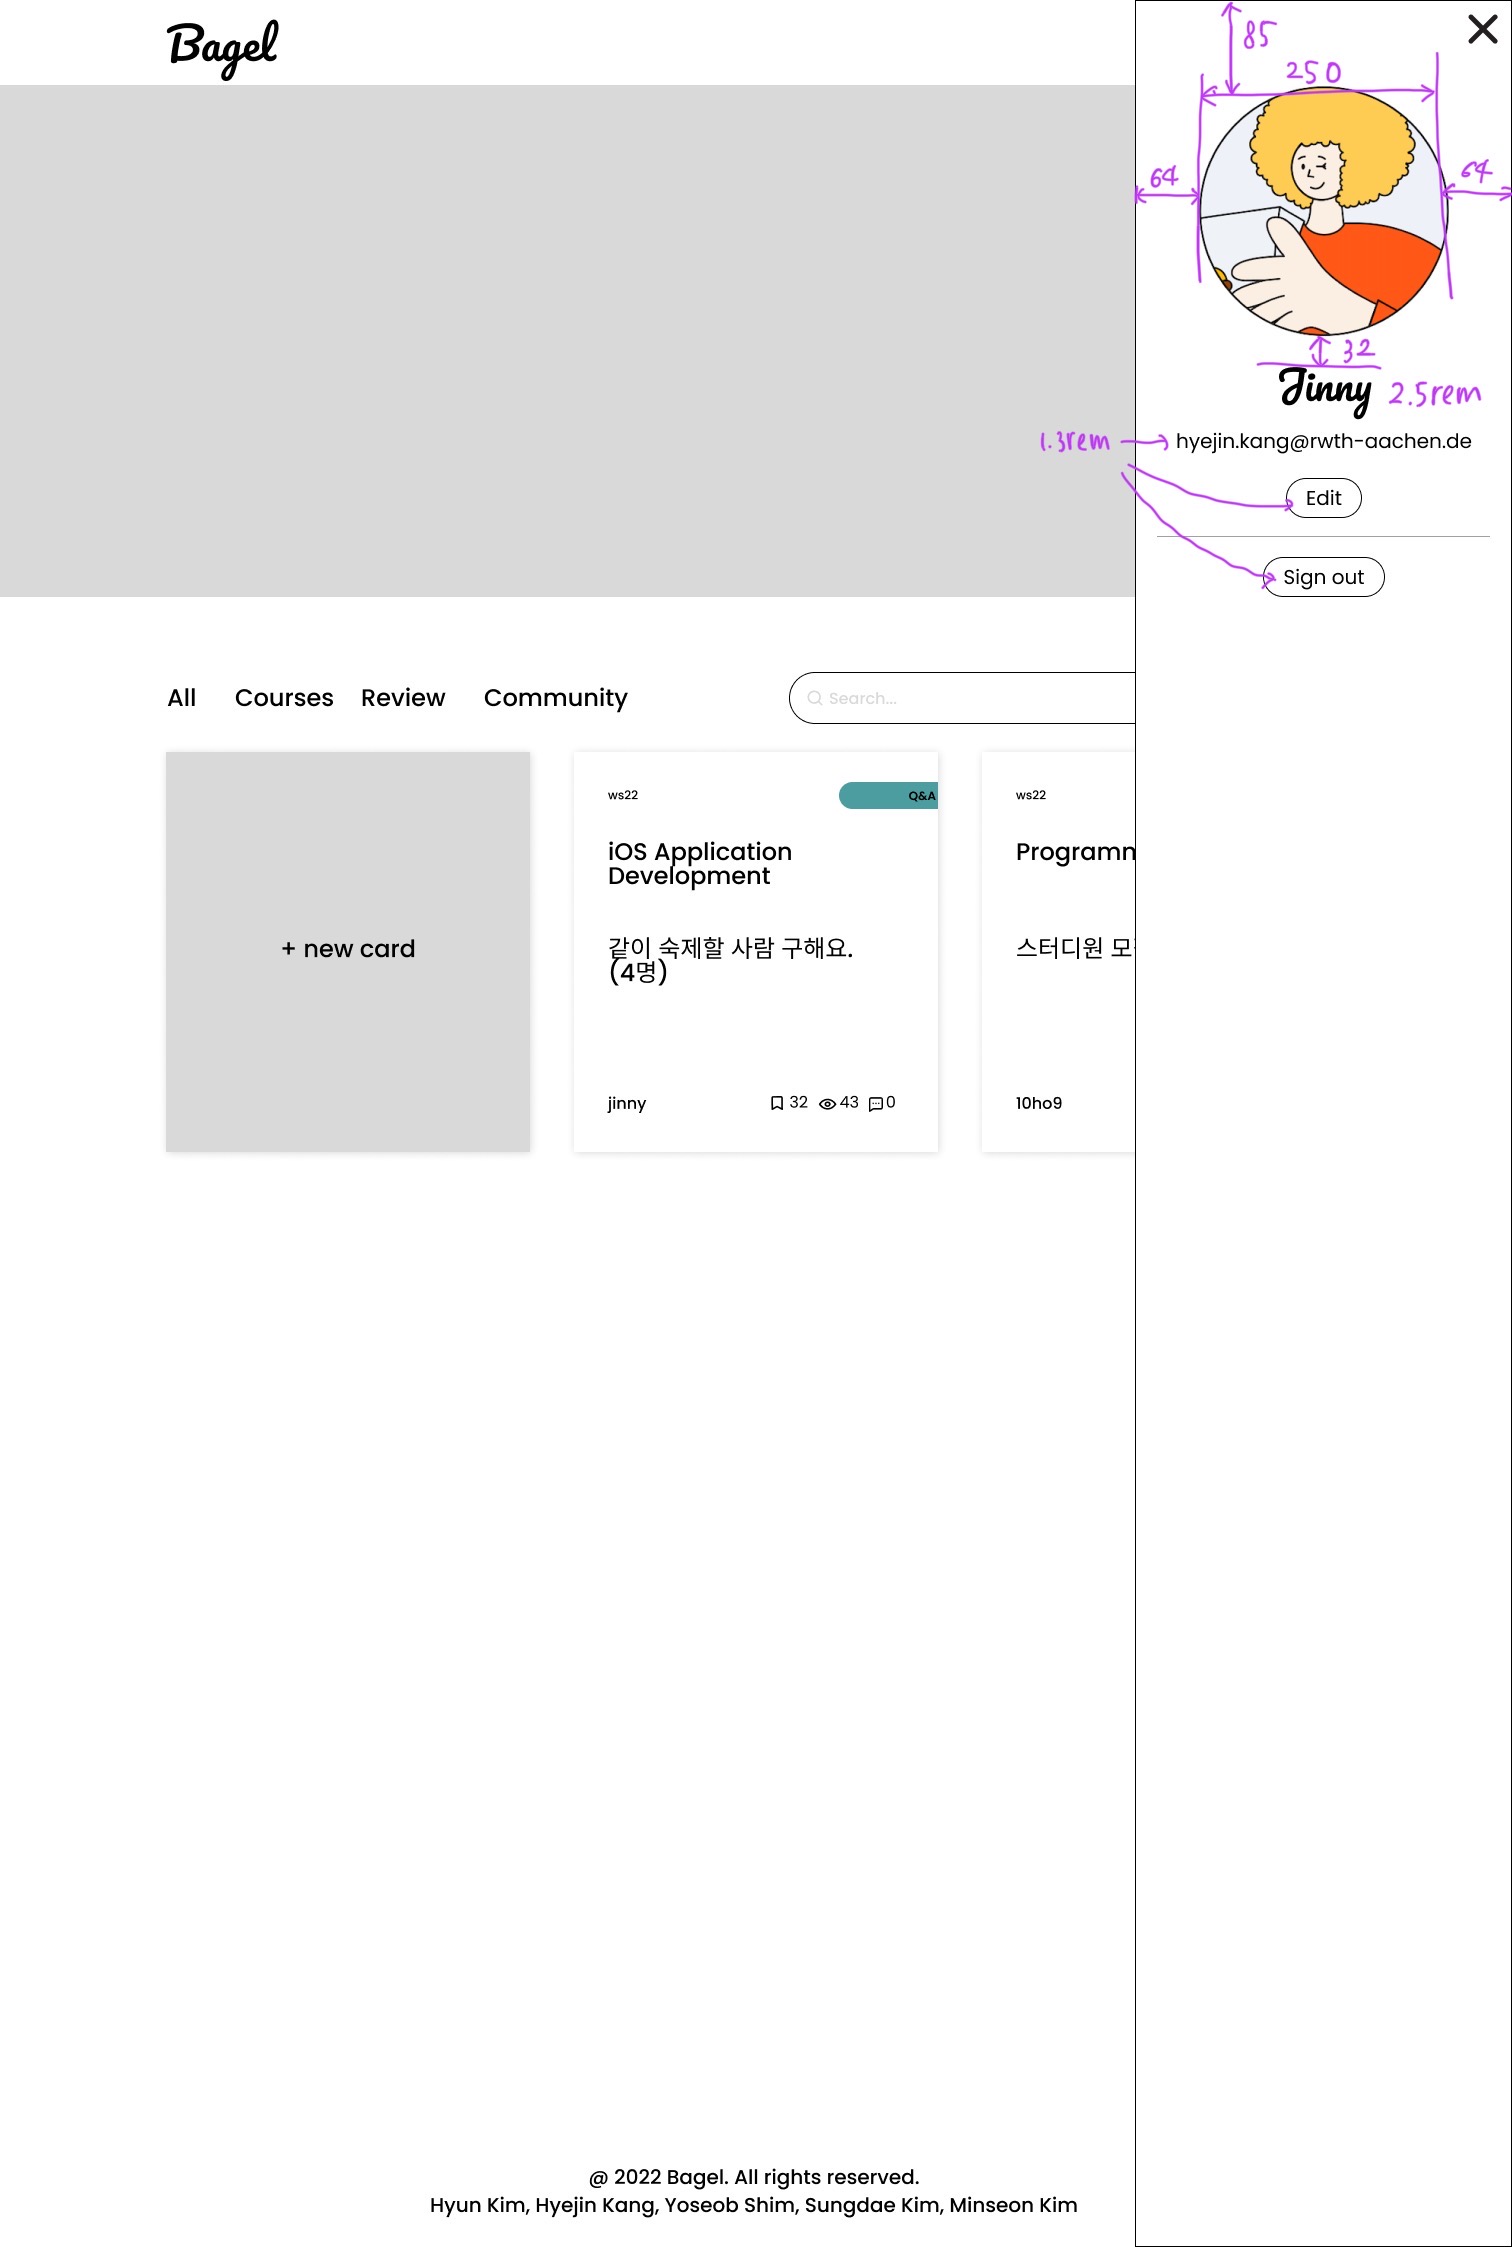 Bagel
85
250
64
64
32
Jinny 2.5rem
1.3rem hyejin.kang@rwth-aachen.de
Edit
Sign out
All Courses Review Community
Search...
+ new card
ws22
Q&A
iOS Application
Development
같이 숙제할 사람 구해요.
(4명)
jinny
32 43 0
ws22
Programm
스터디원 모
10ho9
@ 2022 Bagel. All rights reserved.
Hyun Kim, Hyejin Kang, Yoseob Shim, Sungdae Kim, Minseon Kim